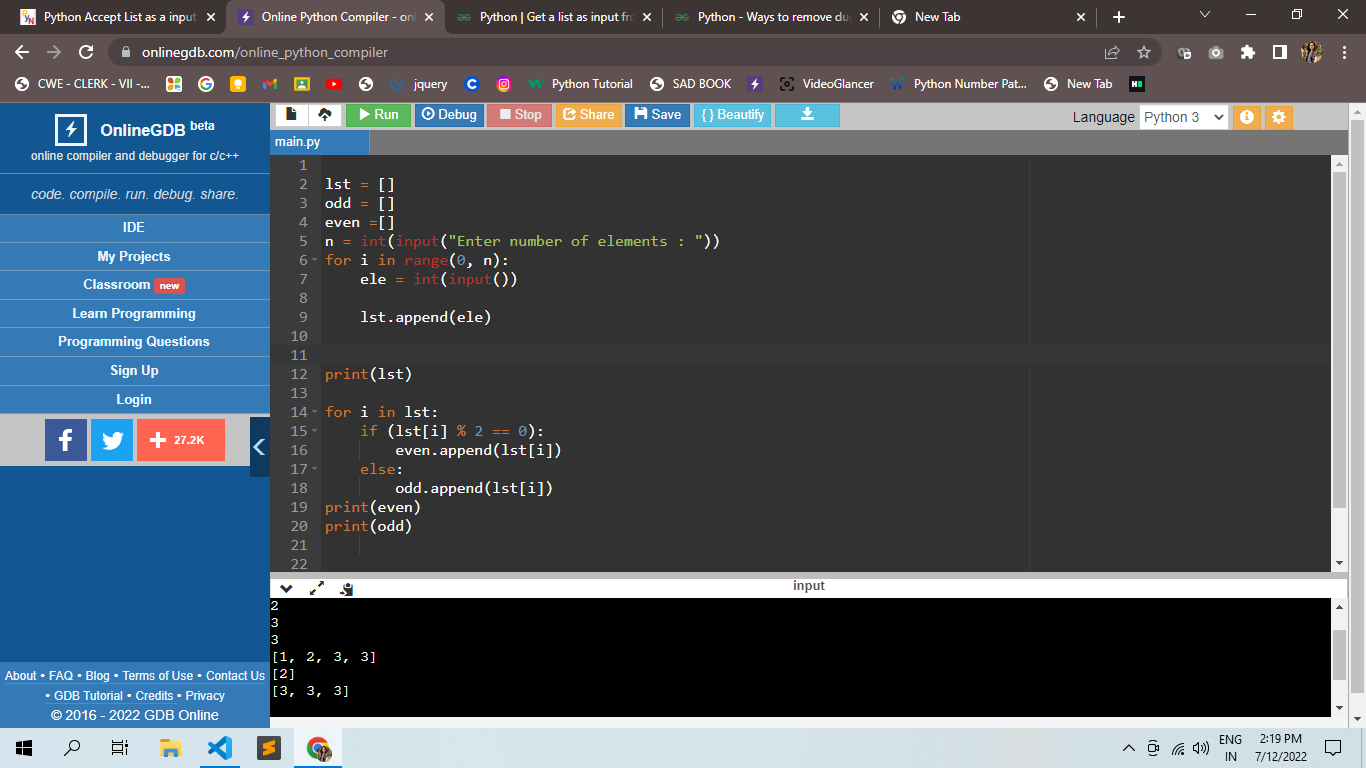 Python Accept List as a input
Online Python Compiler - onl
Python | Get a list as input fro
Python - Ways to remove dup
New Tab
onlinegdb.com/online_python_compiler
CWE - CLERK - VII -...
jquery
Python Tutorial
SAD BOOK
VideoGlancer
Python Number Pat...
New Tab
OnlineGDB beta
online compiler and debugger for c/c++
code. compile. run. debug. share.
IDE
My Projects
Classroom new
Learn Programming
Programming Questions
Sign Up
Login
27.2K
About • FAQ • Blog • Terms of Use • Contact Us
• GDB Tutorial • Credits • Privacy
© 2016 - 2022 GDB Online
Run Debug Stop Share Save { } Beautify
Language Python 3
main.py
1
2 lst = []
3 odd = []
4 even =[]
5 n = int(input("Enter number of elements : "))
6 for i in range(0, n):
7 ele = int(input())
8
9 lst.append(ele)
10
11
12 print(lst)
13
14 for i in lst:
15 if (lst[i] % 2 == 0):
16 even.append(lst[i])
17 else:
18 odd.append(lst[i])
19 print(even)
20 print(odd)
21
22
input
2
3
3
[1, 2, 3, 3]
[2]
[3, 3, 3]
ENG
IN
2:19 PM
7/12/2022